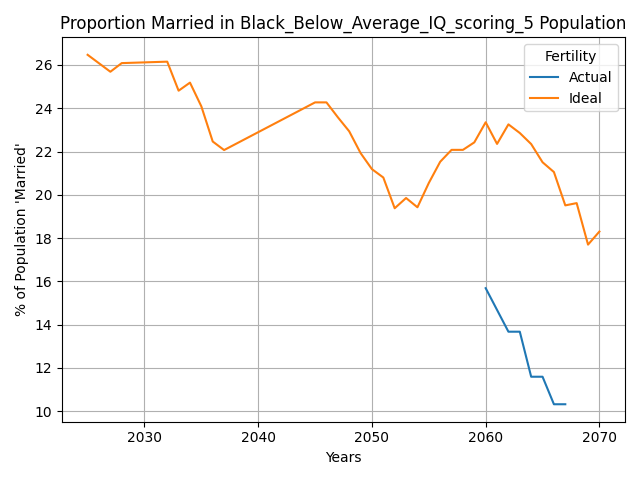 Proportion Married in Black_Below_Average_IQ_scoring_5 Population
Fertility
Actual
Ideal
% of Population 'Married'
26
24
22
20
18
16
14
12
10
2030
2040
2050
2060
2070
Years